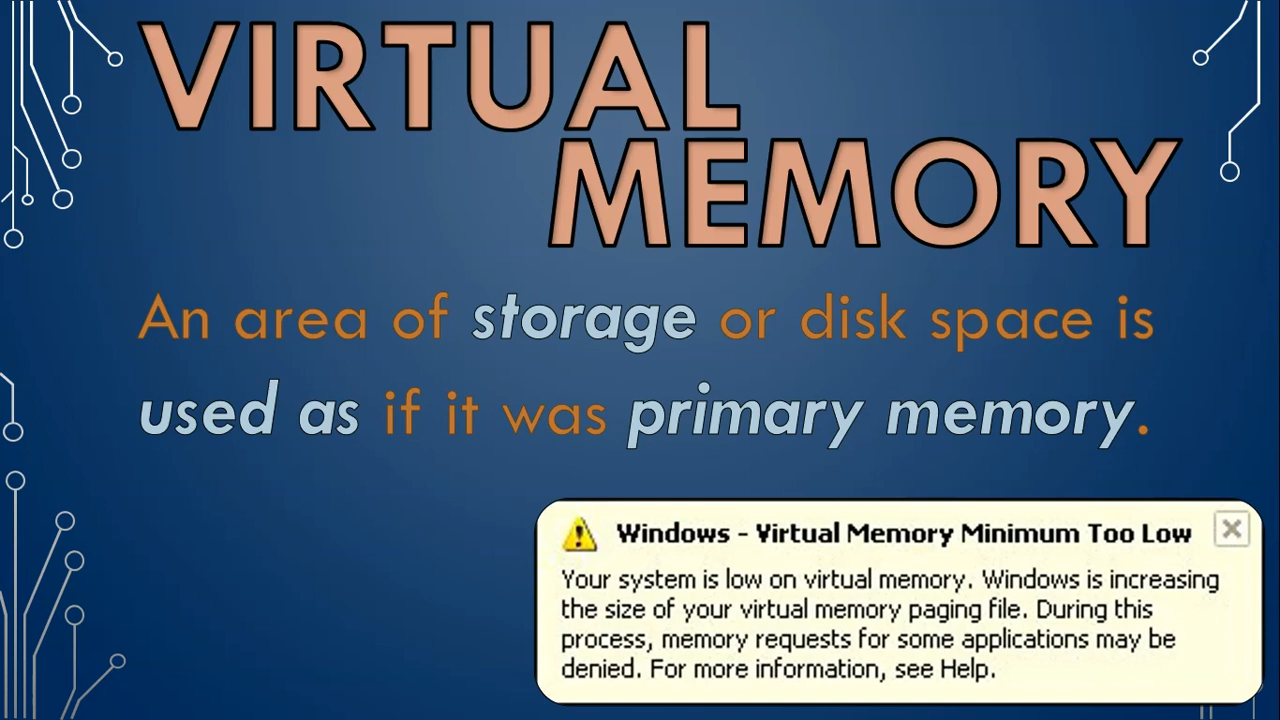 VIRTUAL
MEMORY
An area of storage or disk space is
used as if it was primary memory.
Windows - Virtual Memory Minimum Too Low
Your system is low on virtual memory. Windows is increasing
the size of your virtual memory paging file. During this
process, memory requests for some applications may be
denied. For more information, see Help.